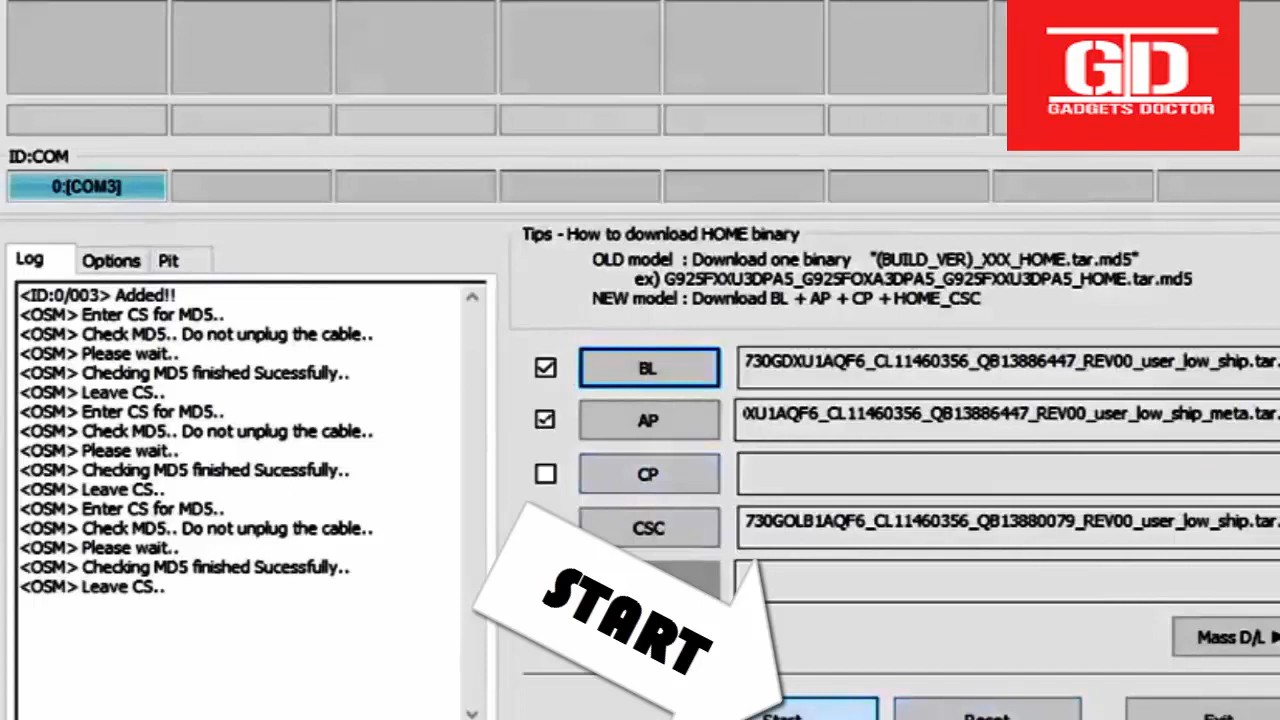 GTD
GADGETS DOCTOR
ID:COM
0:[COM3]
Log
Options
Pit
<ID:0/003> Added!!
<OSM> Enter CS for MD5..
<OSM> Check MD5.. Do not unplug the cable..
<OSM> Please wait..
<OSM> Checking MD5 finished Sucessfully..
<OSM> Leave CS..
<OSM> Enter CS for MD5..
<OSM> Check MD5.. Do not unplug the cable..
<OSM> Please wait..
<OSM> Checking MD5 finished Sucessfully..
<OSM> Leave CS..
<OSM> Enter CS for MD5..
<OSM> Check MD5.. Do not unplug the cable..
<OSM> Please wait..
<OSM> Checking MD5 finished Sucessfully..
<OSM> Leave CS..
Tips - How to download HOME binary
OLD model : Download one binary "(BUILD_VER)_XXX_HOME.tar.md5"
ex) G925FXXU3DPA5_G925FOXA3DPA5_G925FXXU3DPA5_HOME.tar.md5
NEW model : Download BL + AP + CP + HOME_CSC
BL 730GDXU1AQF6_CL11460356_QB13886447_REV00_user_low_ship.tar.
AP XU1AQF6_CL11460356_QB13886447_REV00_user_low_ship_meta.tar.
CP
CSC 730GOLB1AQF6_CL11460356_QB13880079_REV00_user_low_ship.tar.
START
Mass D/L
Start
Reset
Exit